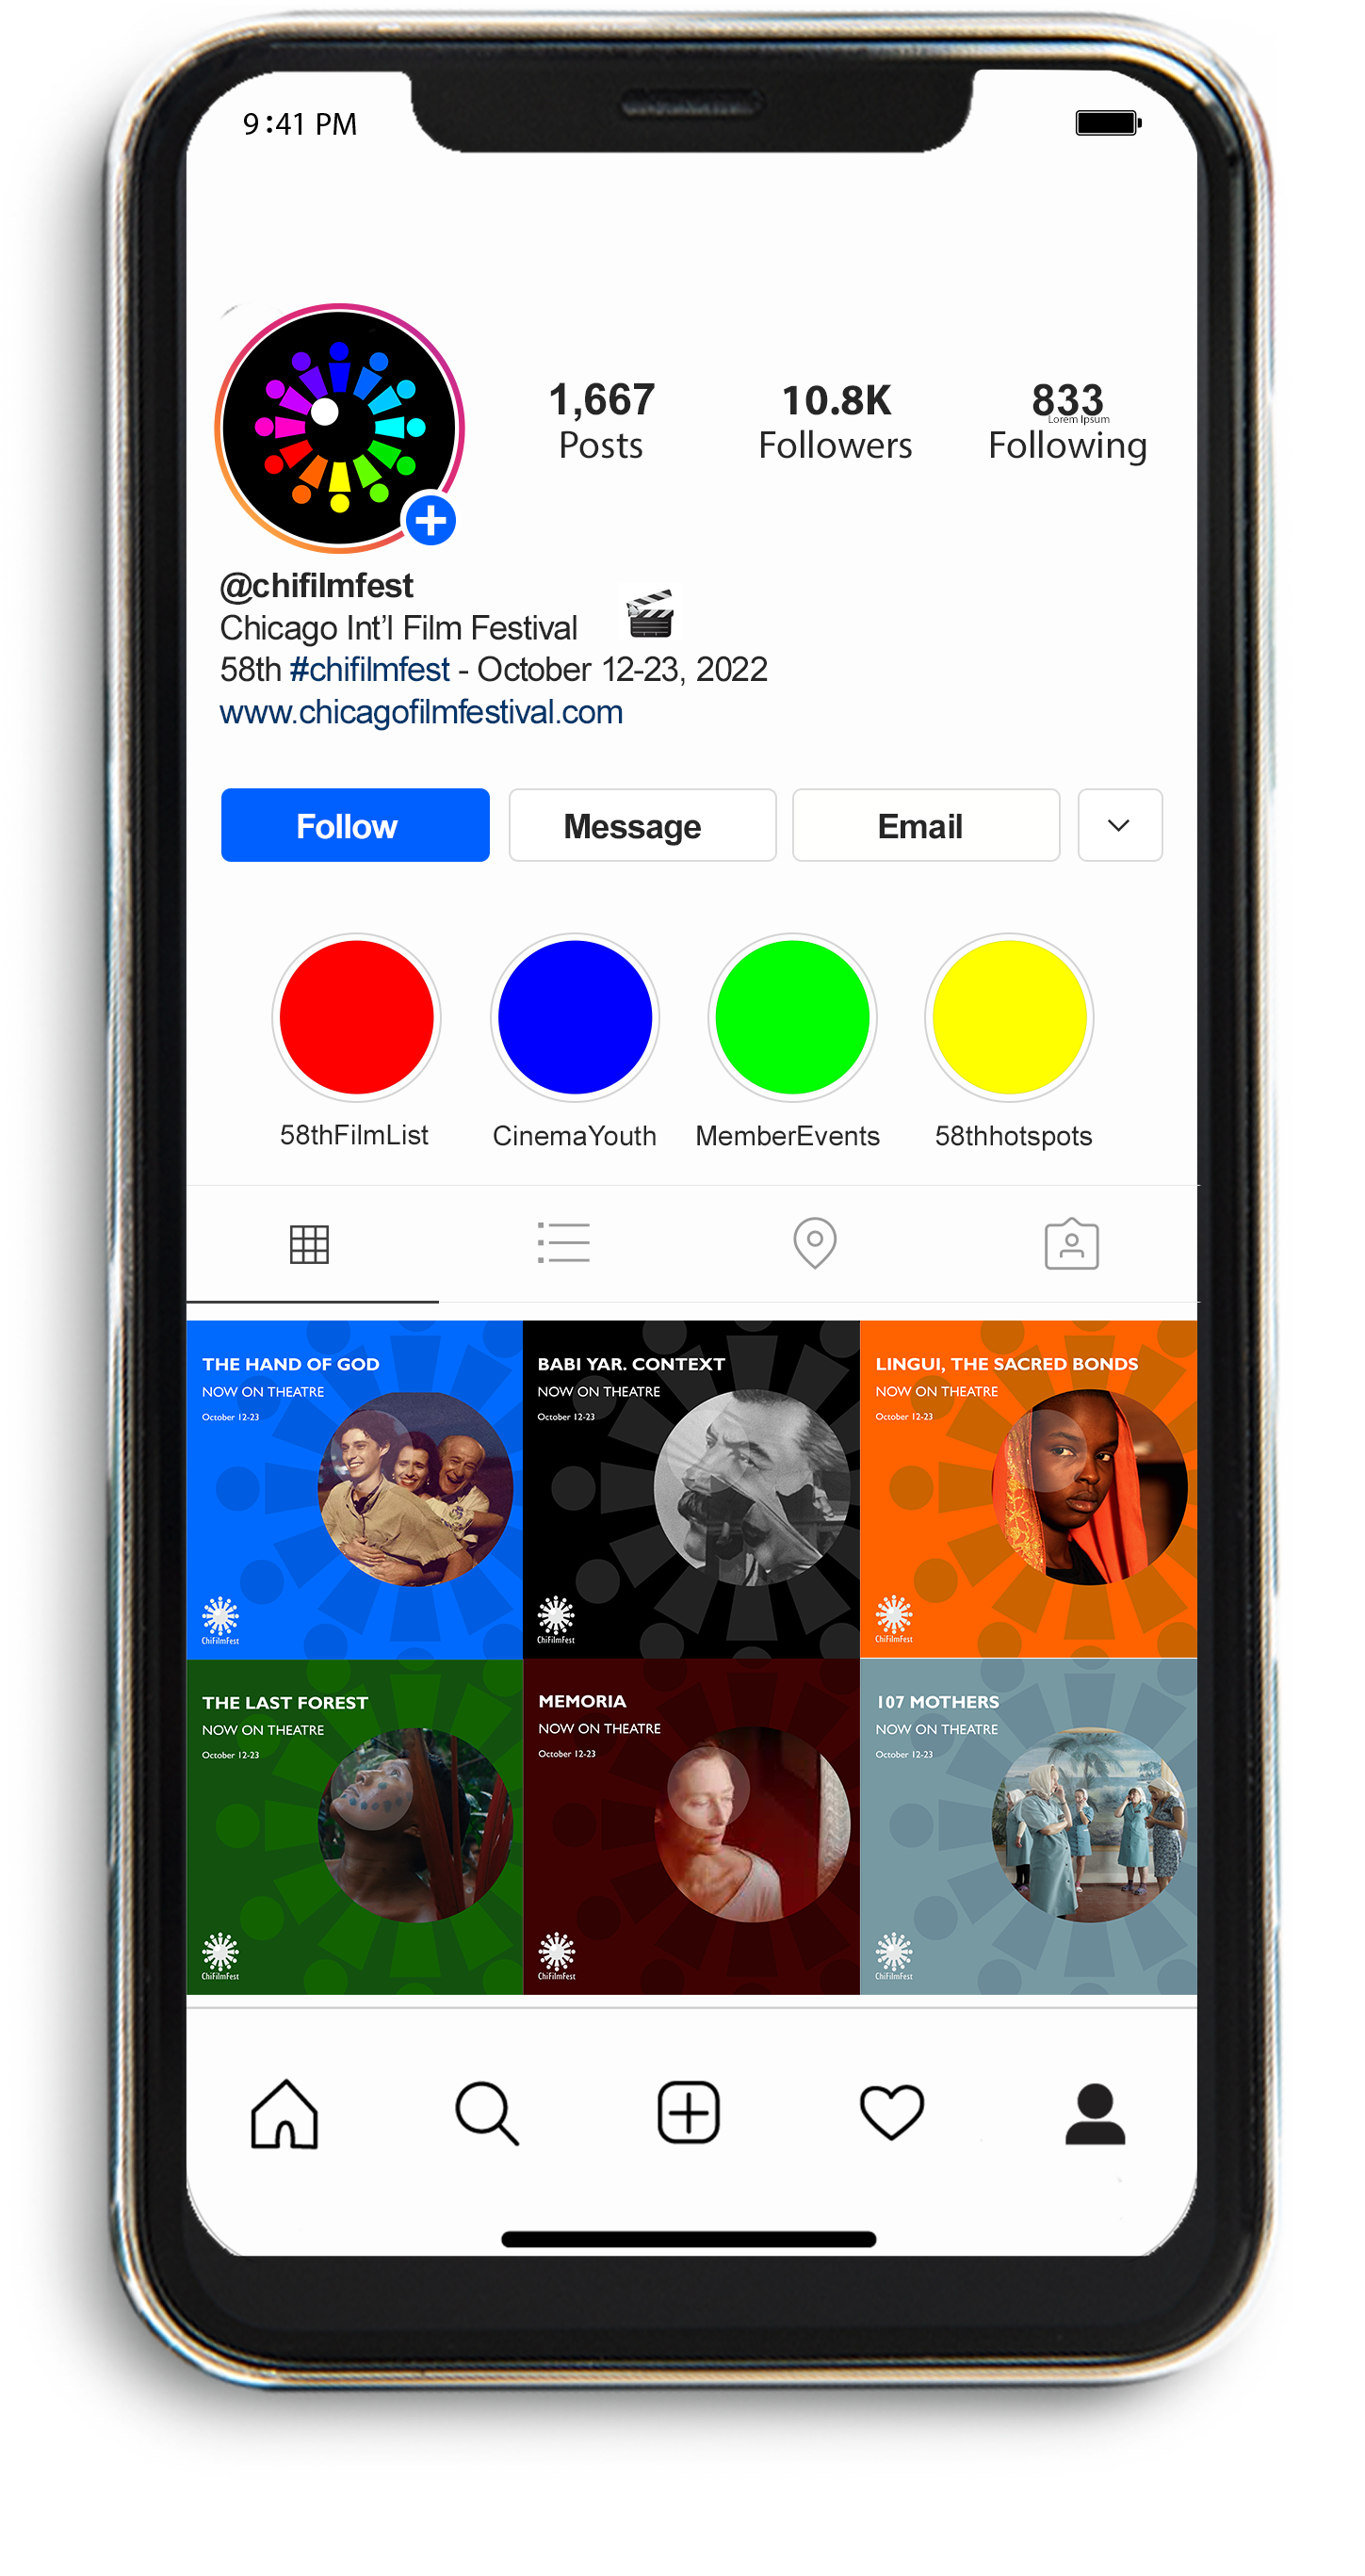 9:41 PM
1,667
Posts
10.8K
Followers
833
Lorem Ipsum
Following
@chifilmfest
Chicago Int’l Film Festival
58th #chifilmfest - October 12-23, 2022
www.chicagofilmfestival.com
Follow
Message
Email
58thFilmList
CinemaYouth
MemberEvents
58thhotspots
THE HAND OF GOD
NOW ON THEATRE
October 12-23
ChiFilmFest
BABI YAR. CONTEXT
NOW ON THEATRE
October 12-23
ChiFilmFest
LINGUI, THE SACRED BONDS
NOW ON THEATRE
October 12-23
ChiFilmFest
THE LAST FOREST
NOW ON THEATRE
October 12-23
ChiFilmFest
MEMORIA
NOW ON THEATRE
October 12-23
ChiFilmFest
107 MOTHERS
NOW ON THEATRE
October 12-23
ChiFilmFest